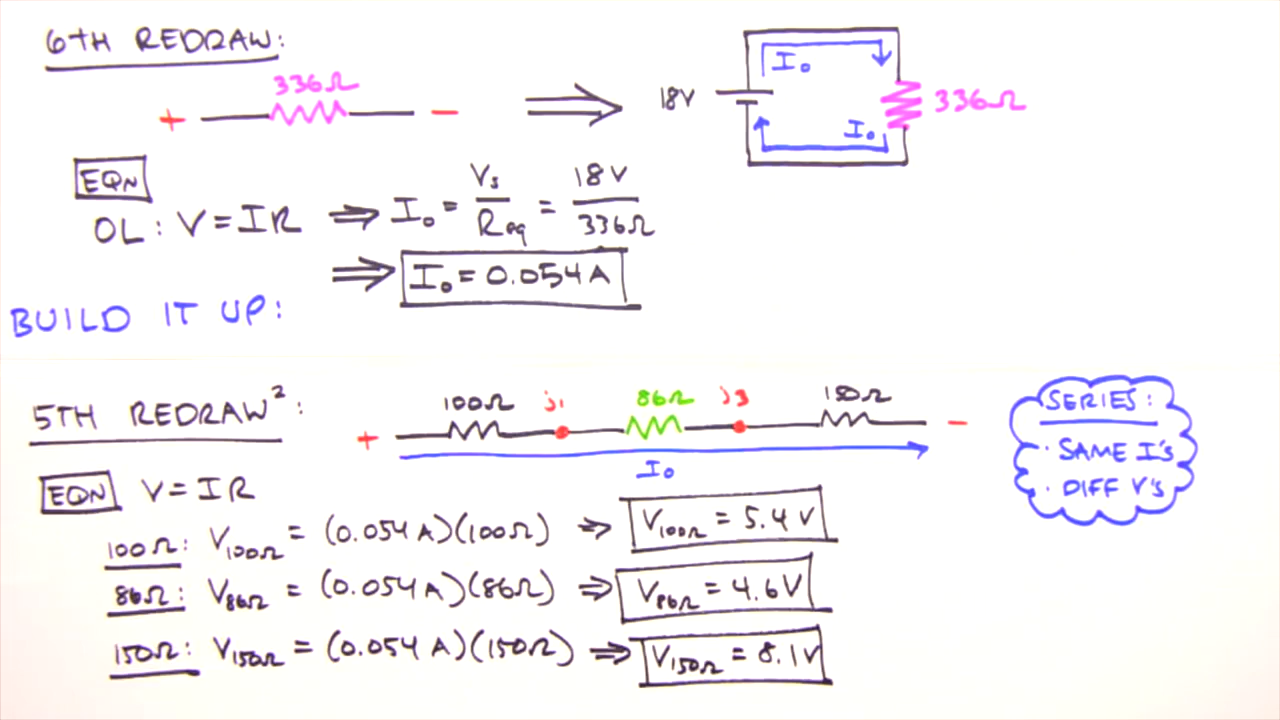 6TH REDRAW:
336Ω
+ −
⇒
18V
I₀
I₀
336Ω
EQN
OL: V = IR ⇒ I₀ = Vs/Req = 18V/336Ω
⇒ I₀ = 0.054A
BUILD IT UP:
5TH REDRAW²:
100Ω j₁ 86Ω j₃ 150Ω
+ −
I₀
SERIES:
· SAME I's
· DIFF V's
EQN V = IR
100Ω: V100Ω = (0.054A)(100Ω) ⇒ V100Ω = 5.4V
86Ω: V86Ω = (0.054A)(86Ω) ⇒ V86Ω = 4.6V
150Ω: V150Ω = (0.054A)(150Ω) ⇒ V150Ω = 8.1V